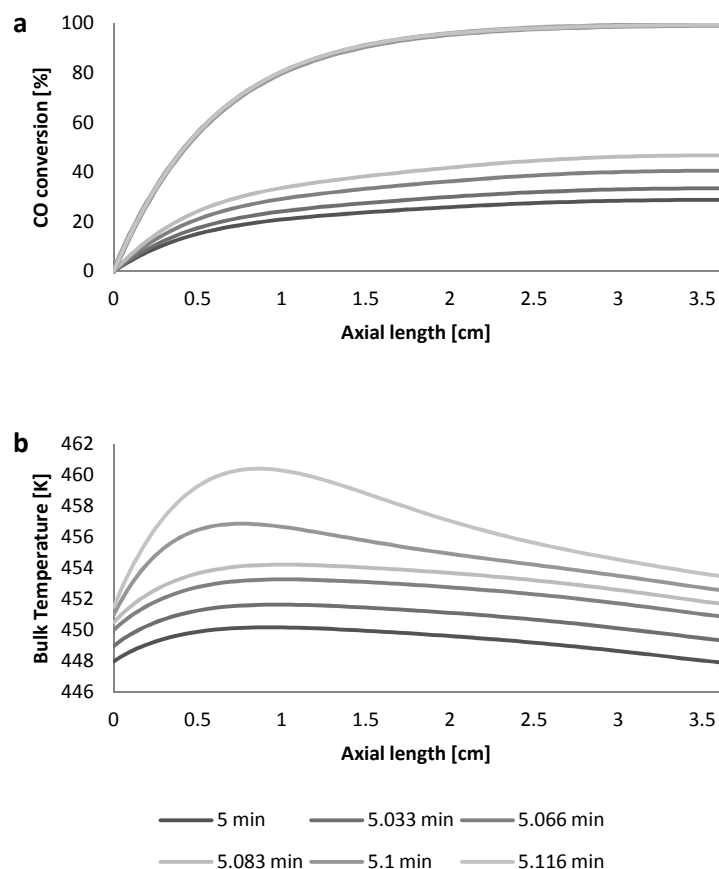 a
100
80
60
40
20
0
CO conversion [%]
0 0.5 1 1.5 2 2.5 3 3.5
Axial length [cm]
b
462
460
458
456
454
452
450
448
446
Bulk Temperature [K]
0 0.5 1 1.5 2 2.5 3 3.5
Axial length [cm]
5 min 5.033 min 5.066 min
5.083 min 5.1 min 5.116 min